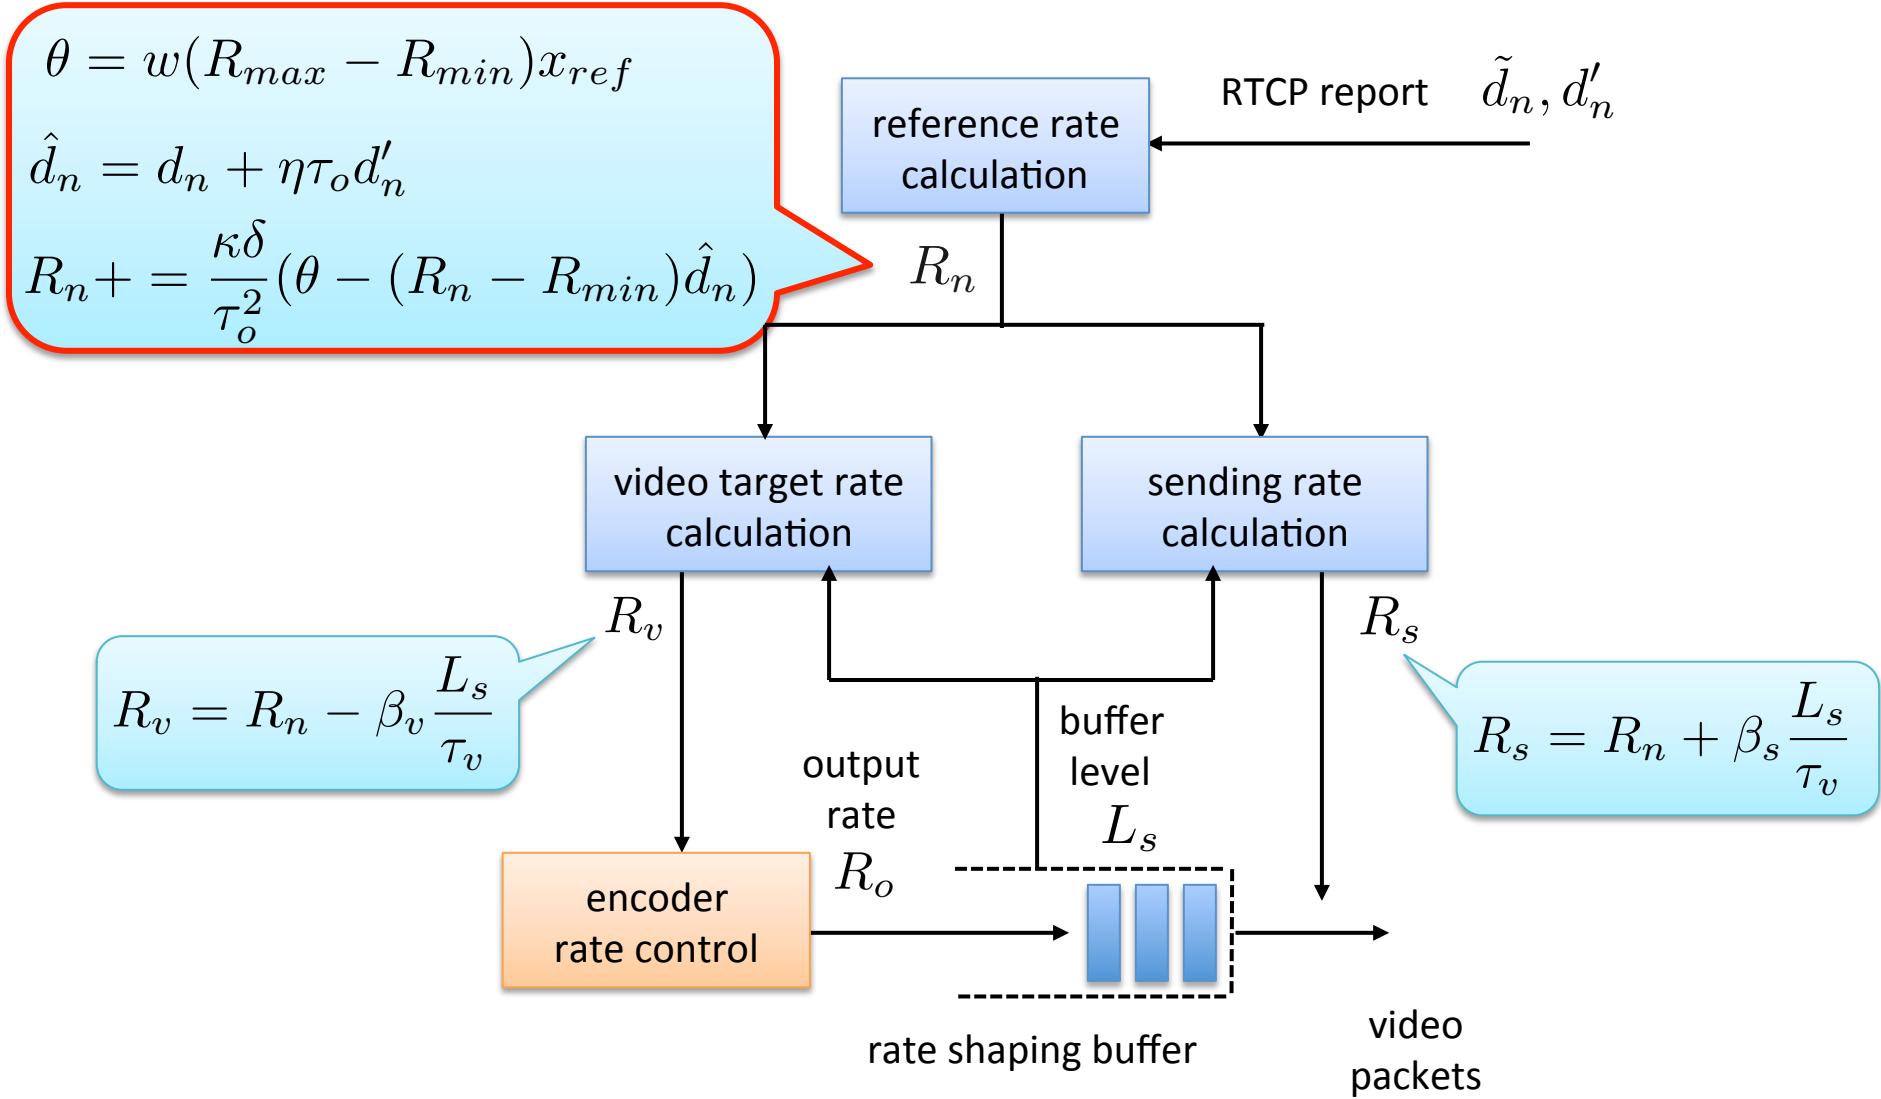 θ = w(R_max − R_min)x_ref
d̂_n = d_n + ητ_o d′_n
R_n+ = κδ/τ_o² (θ − (R_n − R_min)d̂_n)
RTCP report d̃_n, d′_n
reference rate
calculation
R_n
video target rate
calculation
sending rate
calculation
R_v
R_s
R_v = R_n − β_v L_s/τ_v
R_s = R_n + β_s L_s/τ_v
buffer
level
L_s
output
rate
R_o
encoder
rate control
rate shaping buffer
video
packets